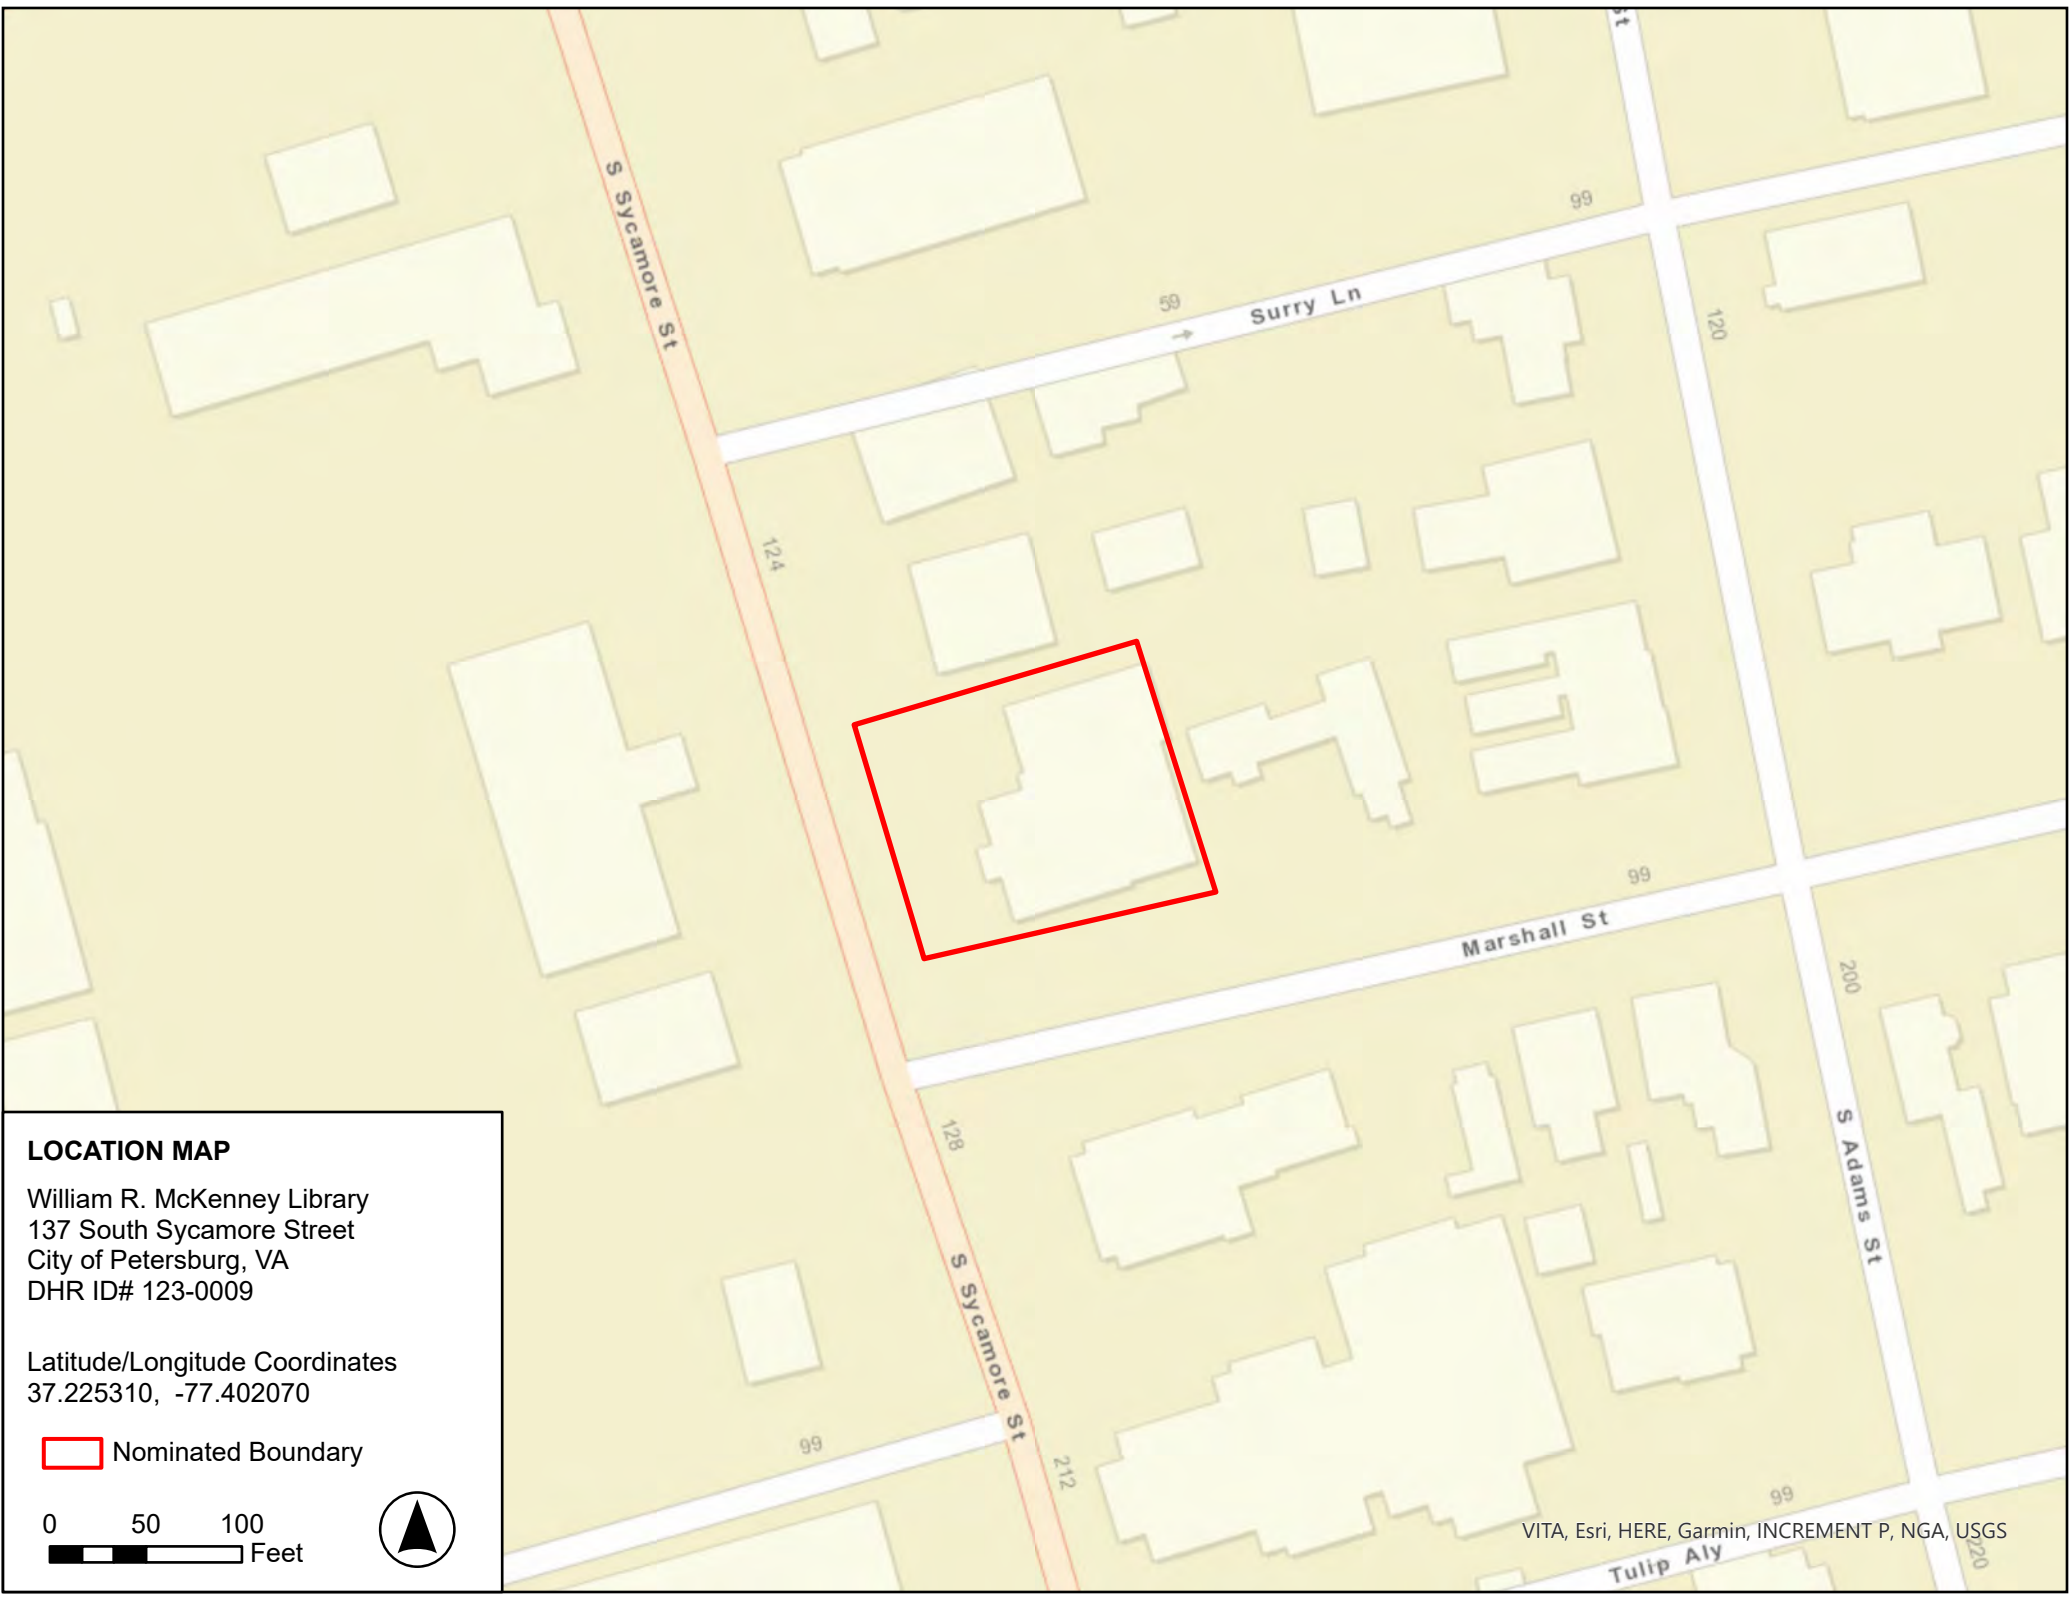 St
S Sycamore St
99
59
Surry Ln
120
124
99
Marshall St
200
128
S Adams St
S Sycamore St
99
212
99
Tulip Aly
220
VITA, Esri, HERE, Garmin, INCREMENT P, NGA, USGS
LOCATION MAP
William R. McKenney Library
137 South Sycamore Street
City of Petersburg, VA
DHR ID# 123-0009
Latitude/Longitude Coordinates
37.225310, -77.402070
Nominated Boundary
0 50 100
Feet